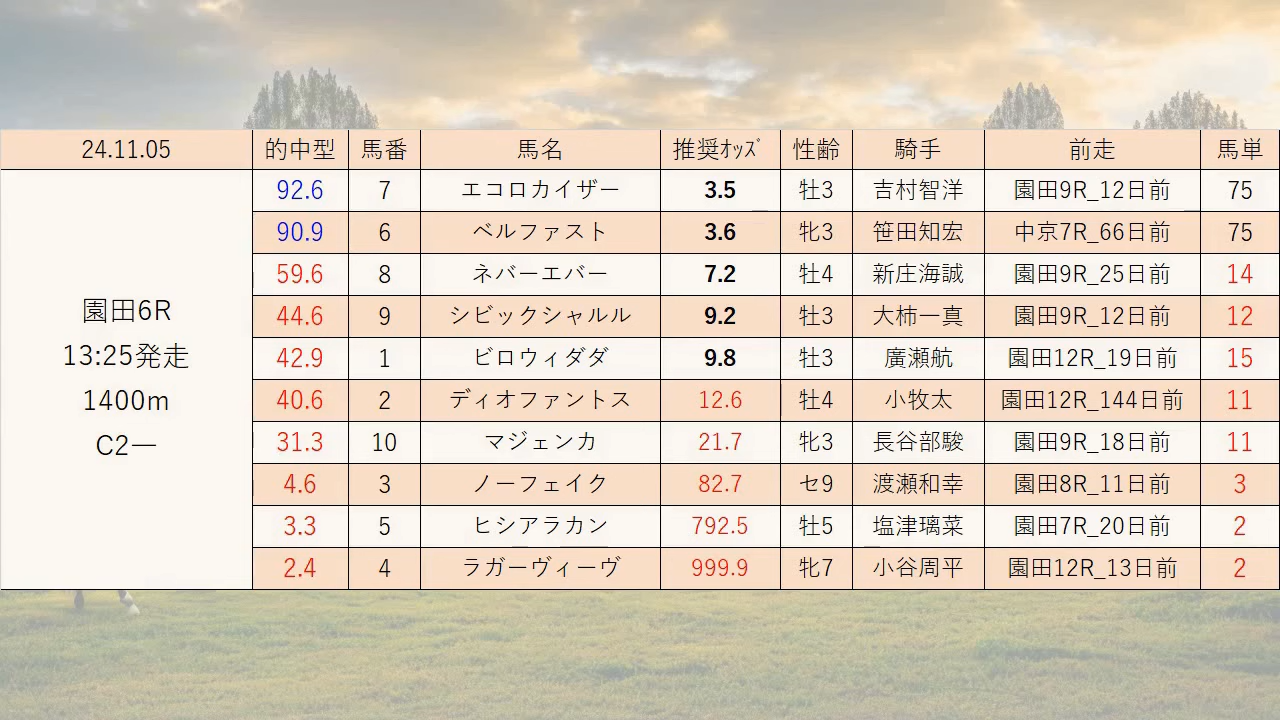 24.11.05 的中型 馬番 馬名 推奨ｵｯｽﾞ 性齢 騎手 前走 馬単
園田6R
13:25発走
1400m
C2一
92.6 7 エコロカイザー 3.5 牡3 吉村智洋 園田9R_12日前 75
90.9 6 ベルファスト 3.6 牝3 笹田知宏 中京7R_66日前 75
59.6 8 ネバーエバー 7.2 牡4 新庄海誠 園田9R_25日前 14
44.6 9 シビックシャルル 9.2 牡3 大柿一真 園田9R_12日前 12
42.9 1 ビロウィダダ 9.8 牡3 廣瀬航 園田12R_19日前 15
40.6 2 ディオファントス 12.6 牡4 小牧太 園田12R_144日前 11
31.3 10 マジェンカ 21.7 牝3 長谷部駿 園田9R_18日前 11
4.6 3 ノーフェイク 82.7 セ9 渡瀬和幸 園田8R_11日前 3
3.3 5 ヒシアラカン 792.5 牡5 塩津璃菜 園田7R_20日前 2
2.4 4 ラガーヴィーヴ 999.9 牝7 小谷周平 園田12R_13日前 2